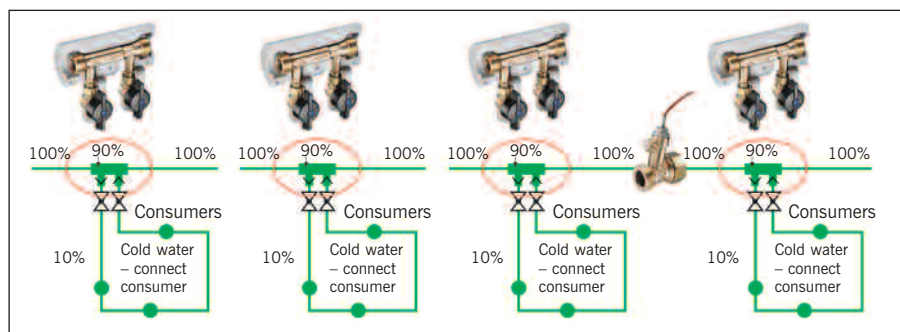 100% 90% 100%
Consumers
Cold water
– connect
consumer
10%
100% 90% 100%
Consumers
Cold water
– connect
consumer
10%
100% 90% 100%
Consumers
Cold water
– connect
consumer
10%
100% 90% 100%
Consumers
Cold water
– connect
consumer
10%